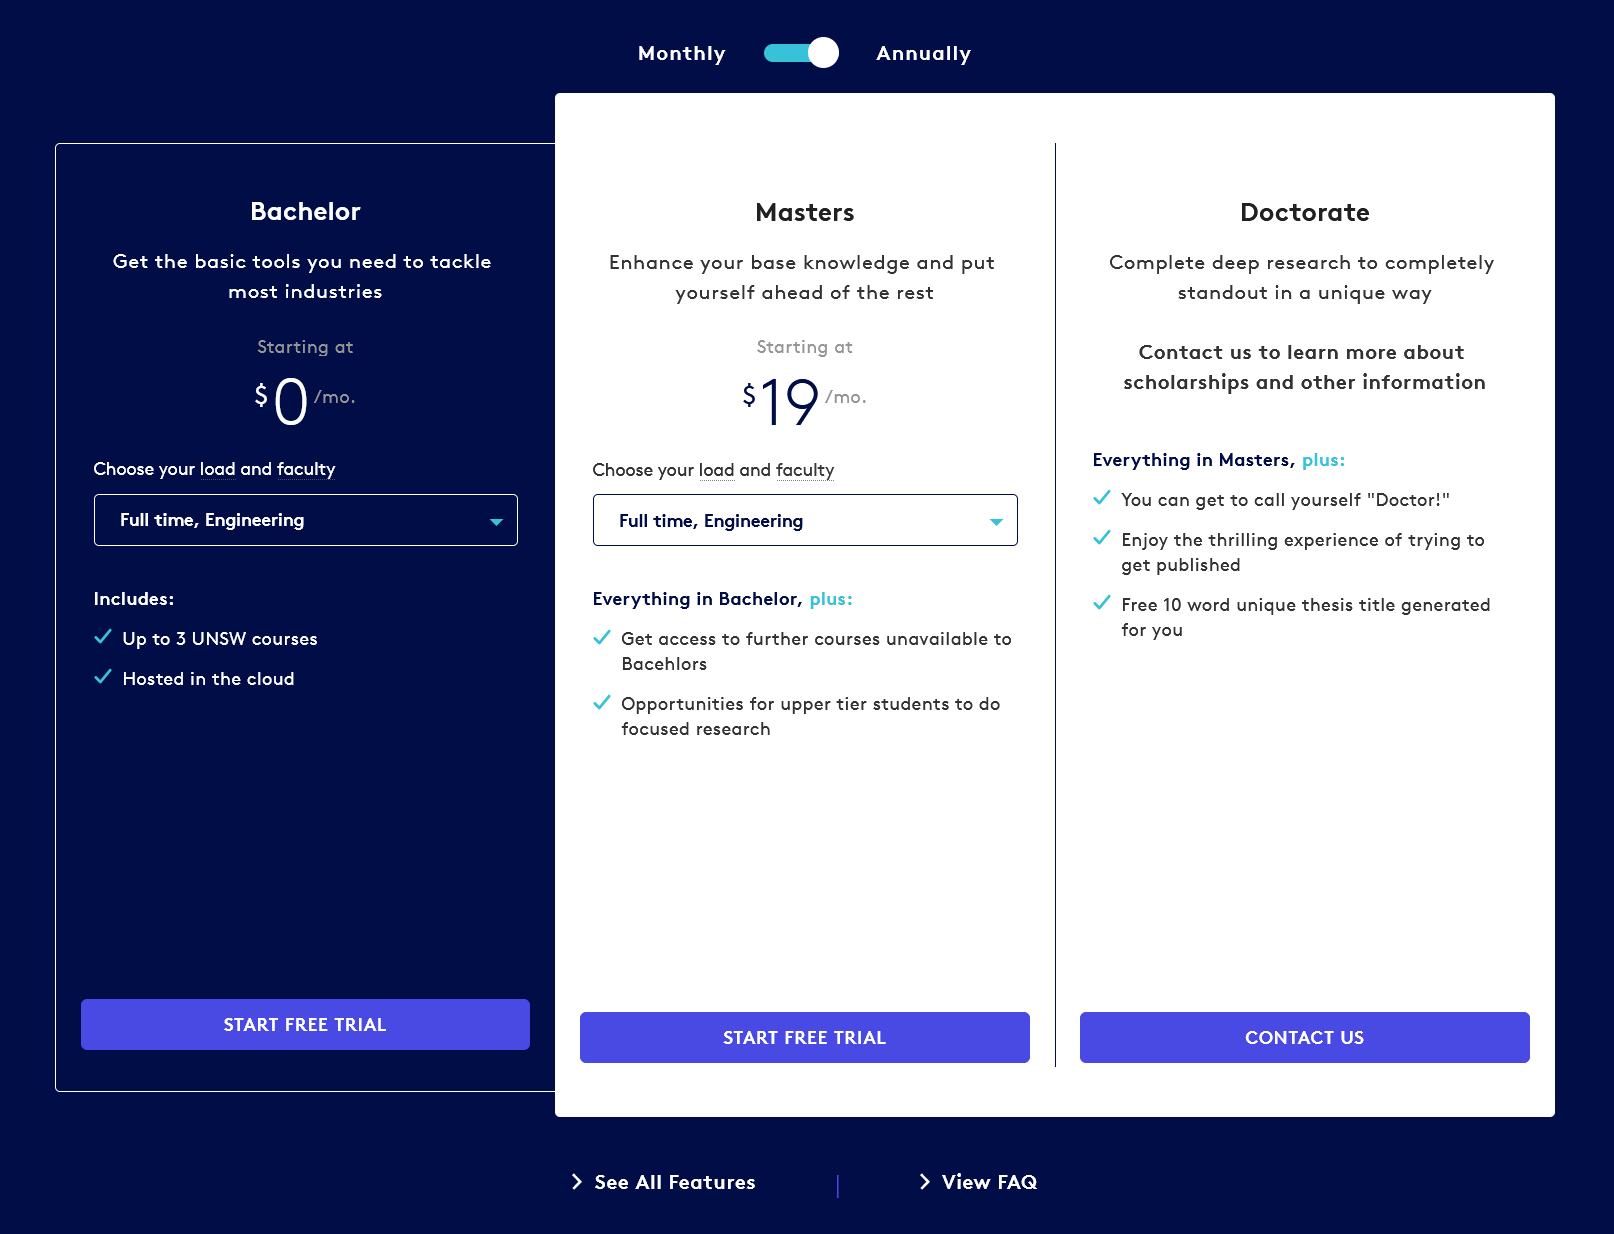 Monthly
Annually
Bachelor
Get the basic tools you need to tackle
most industries
Starting at
$0/mo.
Choose your load and faculty
Full time, Engineering
Includes:
Up to 3 UNSW courses
Hosted in the cloud
START FREE TRIAL
Masters
Enhance your base knowledge and put
yourself ahead of the rest
Starting at
$19/mo.
Choose your load and faculty
Full time, Engineering
Everything in Bachelor, plus:
Get access to further courses unavailable to
Bacehlors
Opportunities for upper tier students to do
focused research
START FREE TRIAL
Doctorate
Complete deep research to completely
standout in a unique way
Contact us to learn more about
scholarships and other information
Everything in Masters, plus:
You can get to call yourself "Doctor!"
Enjoy the thrilling experience of trying to
get published
Free 10 word unique thesis title generated
for you
CONTACT US
See All Features
View FAQ